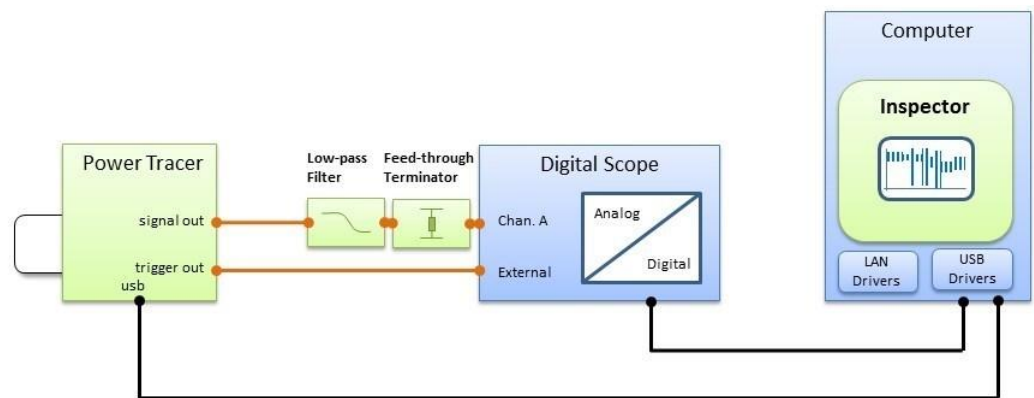 Computer
Inspector
Power Tracer
Low-pass
Filter
Feed-through
Terminator
Digital Scope
signal out
Chan. A
Analog
trigger out
External
Digital
usb
LAN
Drivers
USB
Drivers